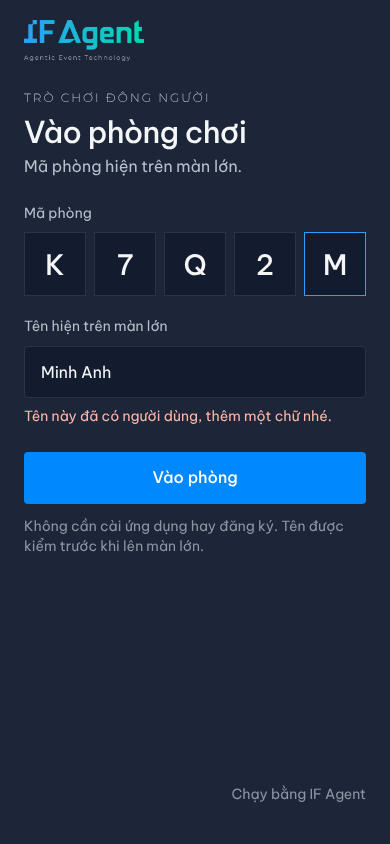 IF Agent
Agentic Event Technology
TRÒ CHƠI ĐÔNG NGƯỜI
Vào phòng chơi
Mã phòng hiện trên màn lớn.
Mã phòng
K 7 Q 2 M
Tên hiện trên màn lớn
Minh Anh
Tên này đã có người dùng, thêm một chữ nhé.
Vào phòng
Không cần cài ứng dụng hay đăng ký. Tên được
kiểm trước khi lên màn lớn.
Chạy bằng IF Agent